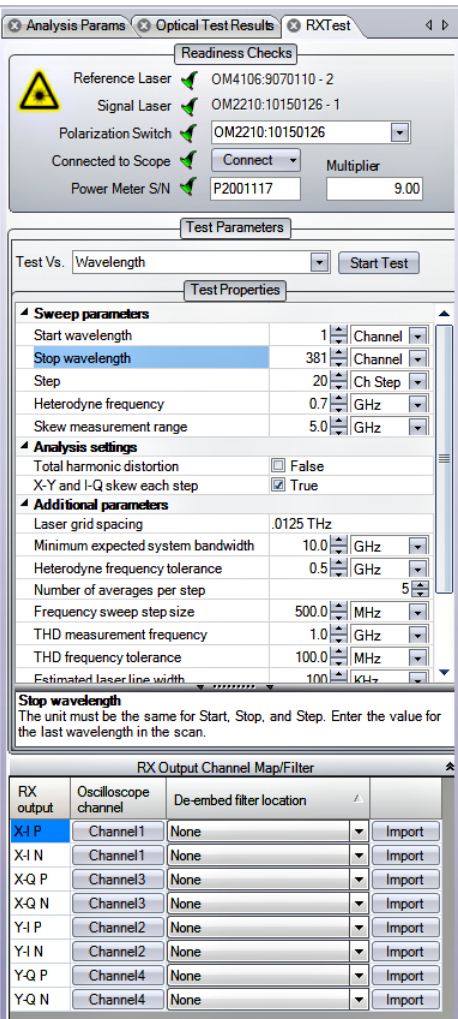 Analysis Params Optical Test Results RXTest
Readiness Checks
Reference Laser OM4106:9070110 - 2
Signal Laser OM2210:10150126 - 1
Polarization Switch OM2210:10150126
Connected to Scope Connect Multiplier
Power Meter S/N P2001117 9.00
Test Parameters
Test Vs. Wavelength Start Test
Test Properties
Sweep parameters
Start wavelength 1 Channel
Stop wavelength 381 Channel
Step 20 Ch Step
Heterodyne frequency 0.7 GHz
Skew measurement range 5.0 GHz
Analysis settings
Total harmonic distortion False
X-Y and I-Q skew each step True
Additional parameters
Laser grid spacing .0125 THz
Minimum expected system bandwidth 10.0 GHz
Heterodyne frequency tolerance 0.5 GHz
Number of averages per step 5
Frequency sweep step size 500.0 MHz
THD measurement frequency 1.0 GHz
THD frequency tolerance 100.0 MHz
Estimated laser line width 100 KHz
Stop wavelength
The unit must be the same for Start, Stop, and Step. Enter the value for
the last wavelength in the scan.
RX Output Channel Map/Filter
RX output Oscilloscope channel De-embed filter location
X-I P Channel1 None Import
X-I N Channel1 None Import
X-Q P Channel3 None Import
X-Q N Channel3 None Import
Y-I P Channel2 None Import
Y-I N Channel2 None Import
Y-Q P Channel4 None Import
Y-Q N Channel4 None Import